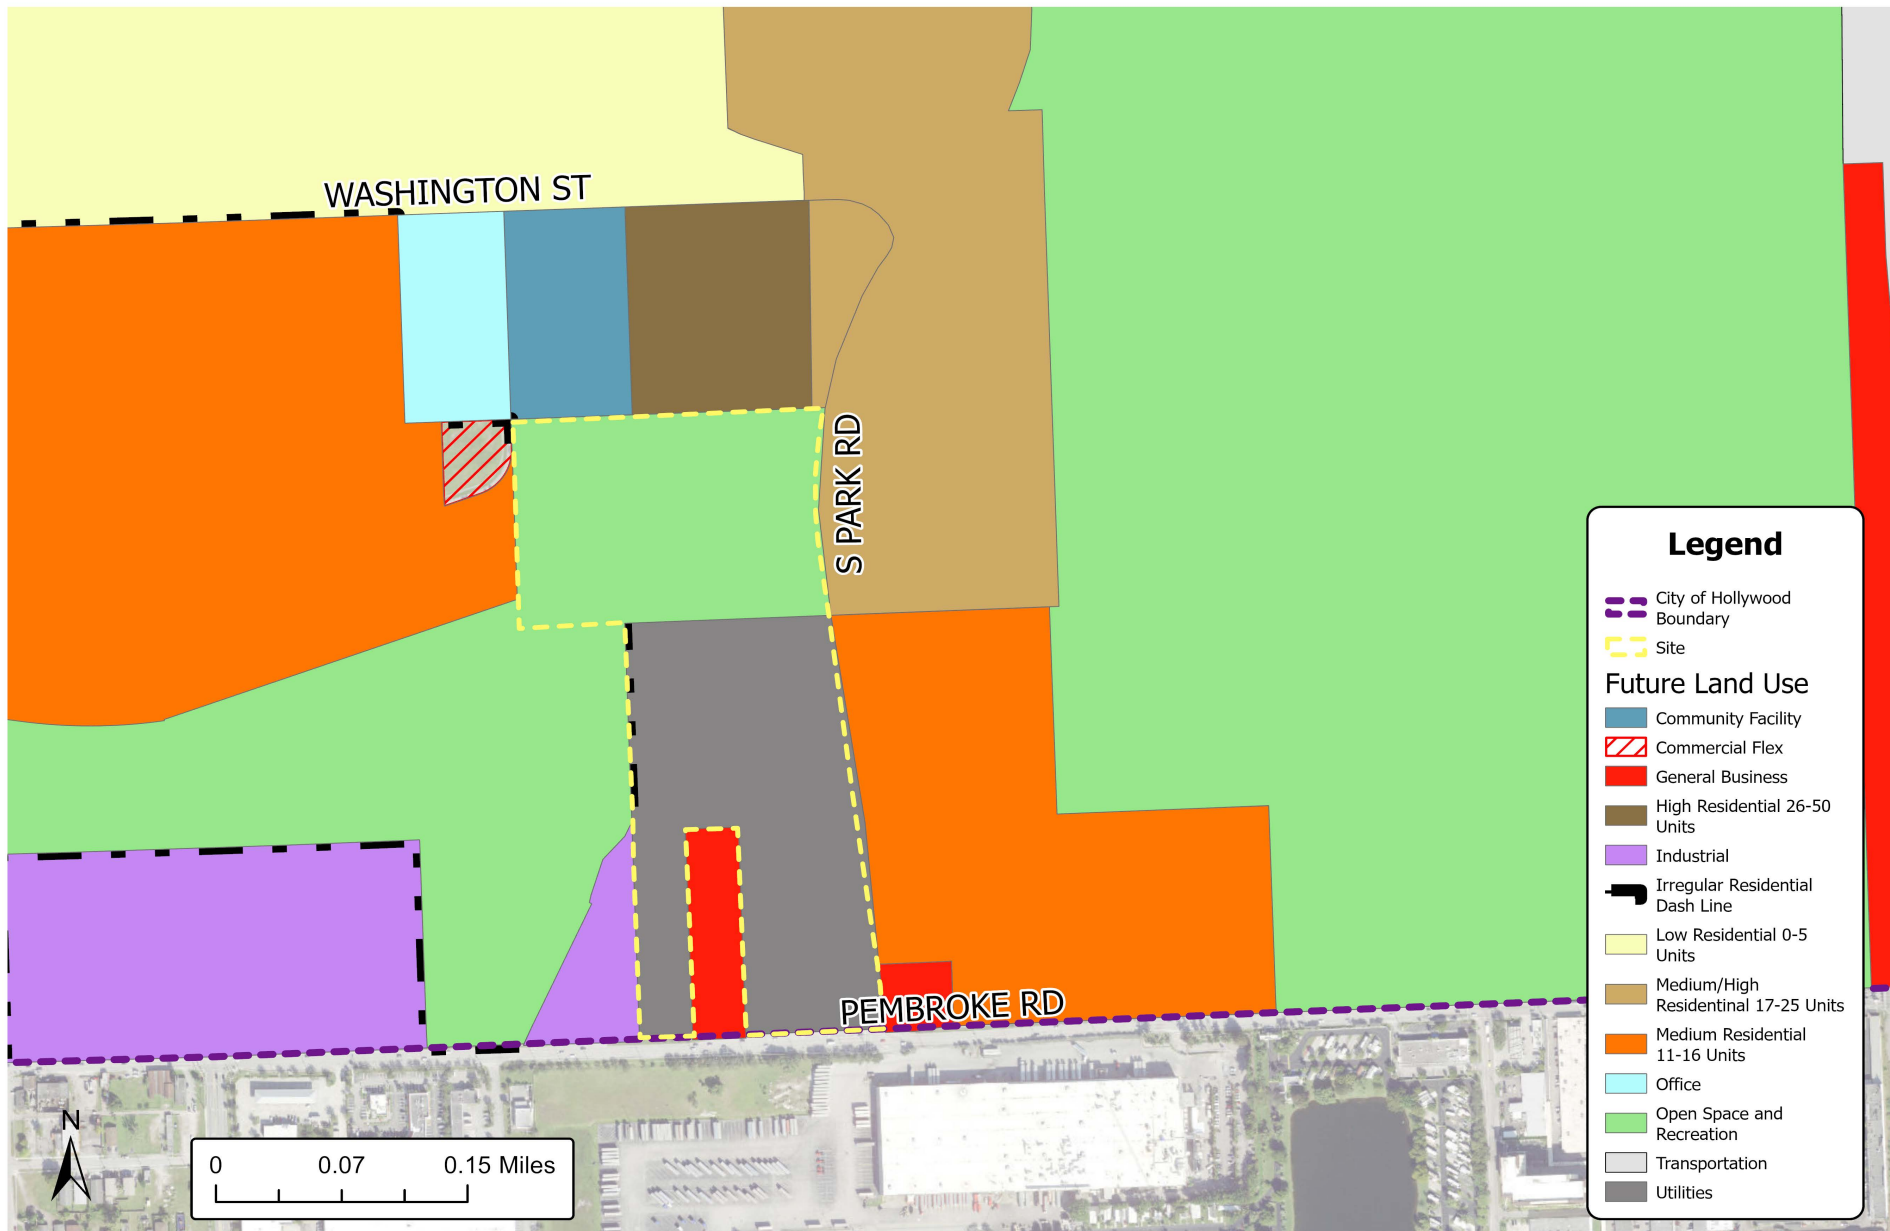 WASHINGTON ST
S PARK RD
PEMBROKE RD
Legend
City of Hollywood
Boundary
Site
Future Land Use
Community Facility
Commercial Flex
General Business
High Residential 26-50
Units
Industrial
Irregular Residential
Dash Line
Low Residential 0-5
Units
Medium/High
Residentinal 17-25 Units
Medium Residential
11-16 Units
Office
Open Space and
Recreation
Transportation
Utilities
N
0 0.07 0.15 Miles